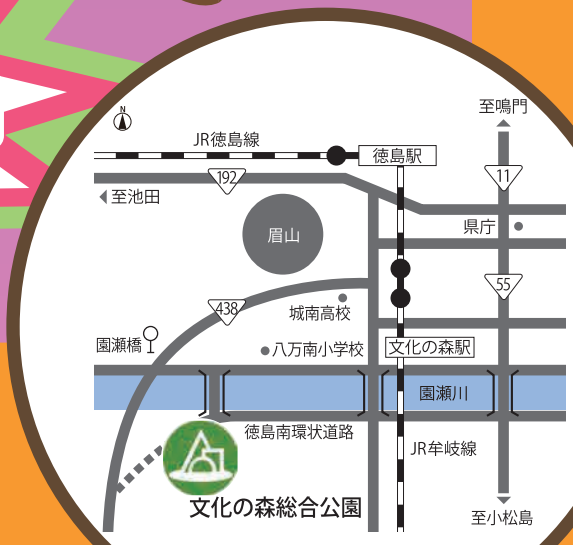 N
至鳴門
JR徳島線
徳島駅
192
11
至池田
県庁
眉山
55
438
城南高校
園瀬橋
八万南小学校
文化の森駅
園瀬川
徳島南環状道路
JR牟岐線
文化の森総合公園
至小松島